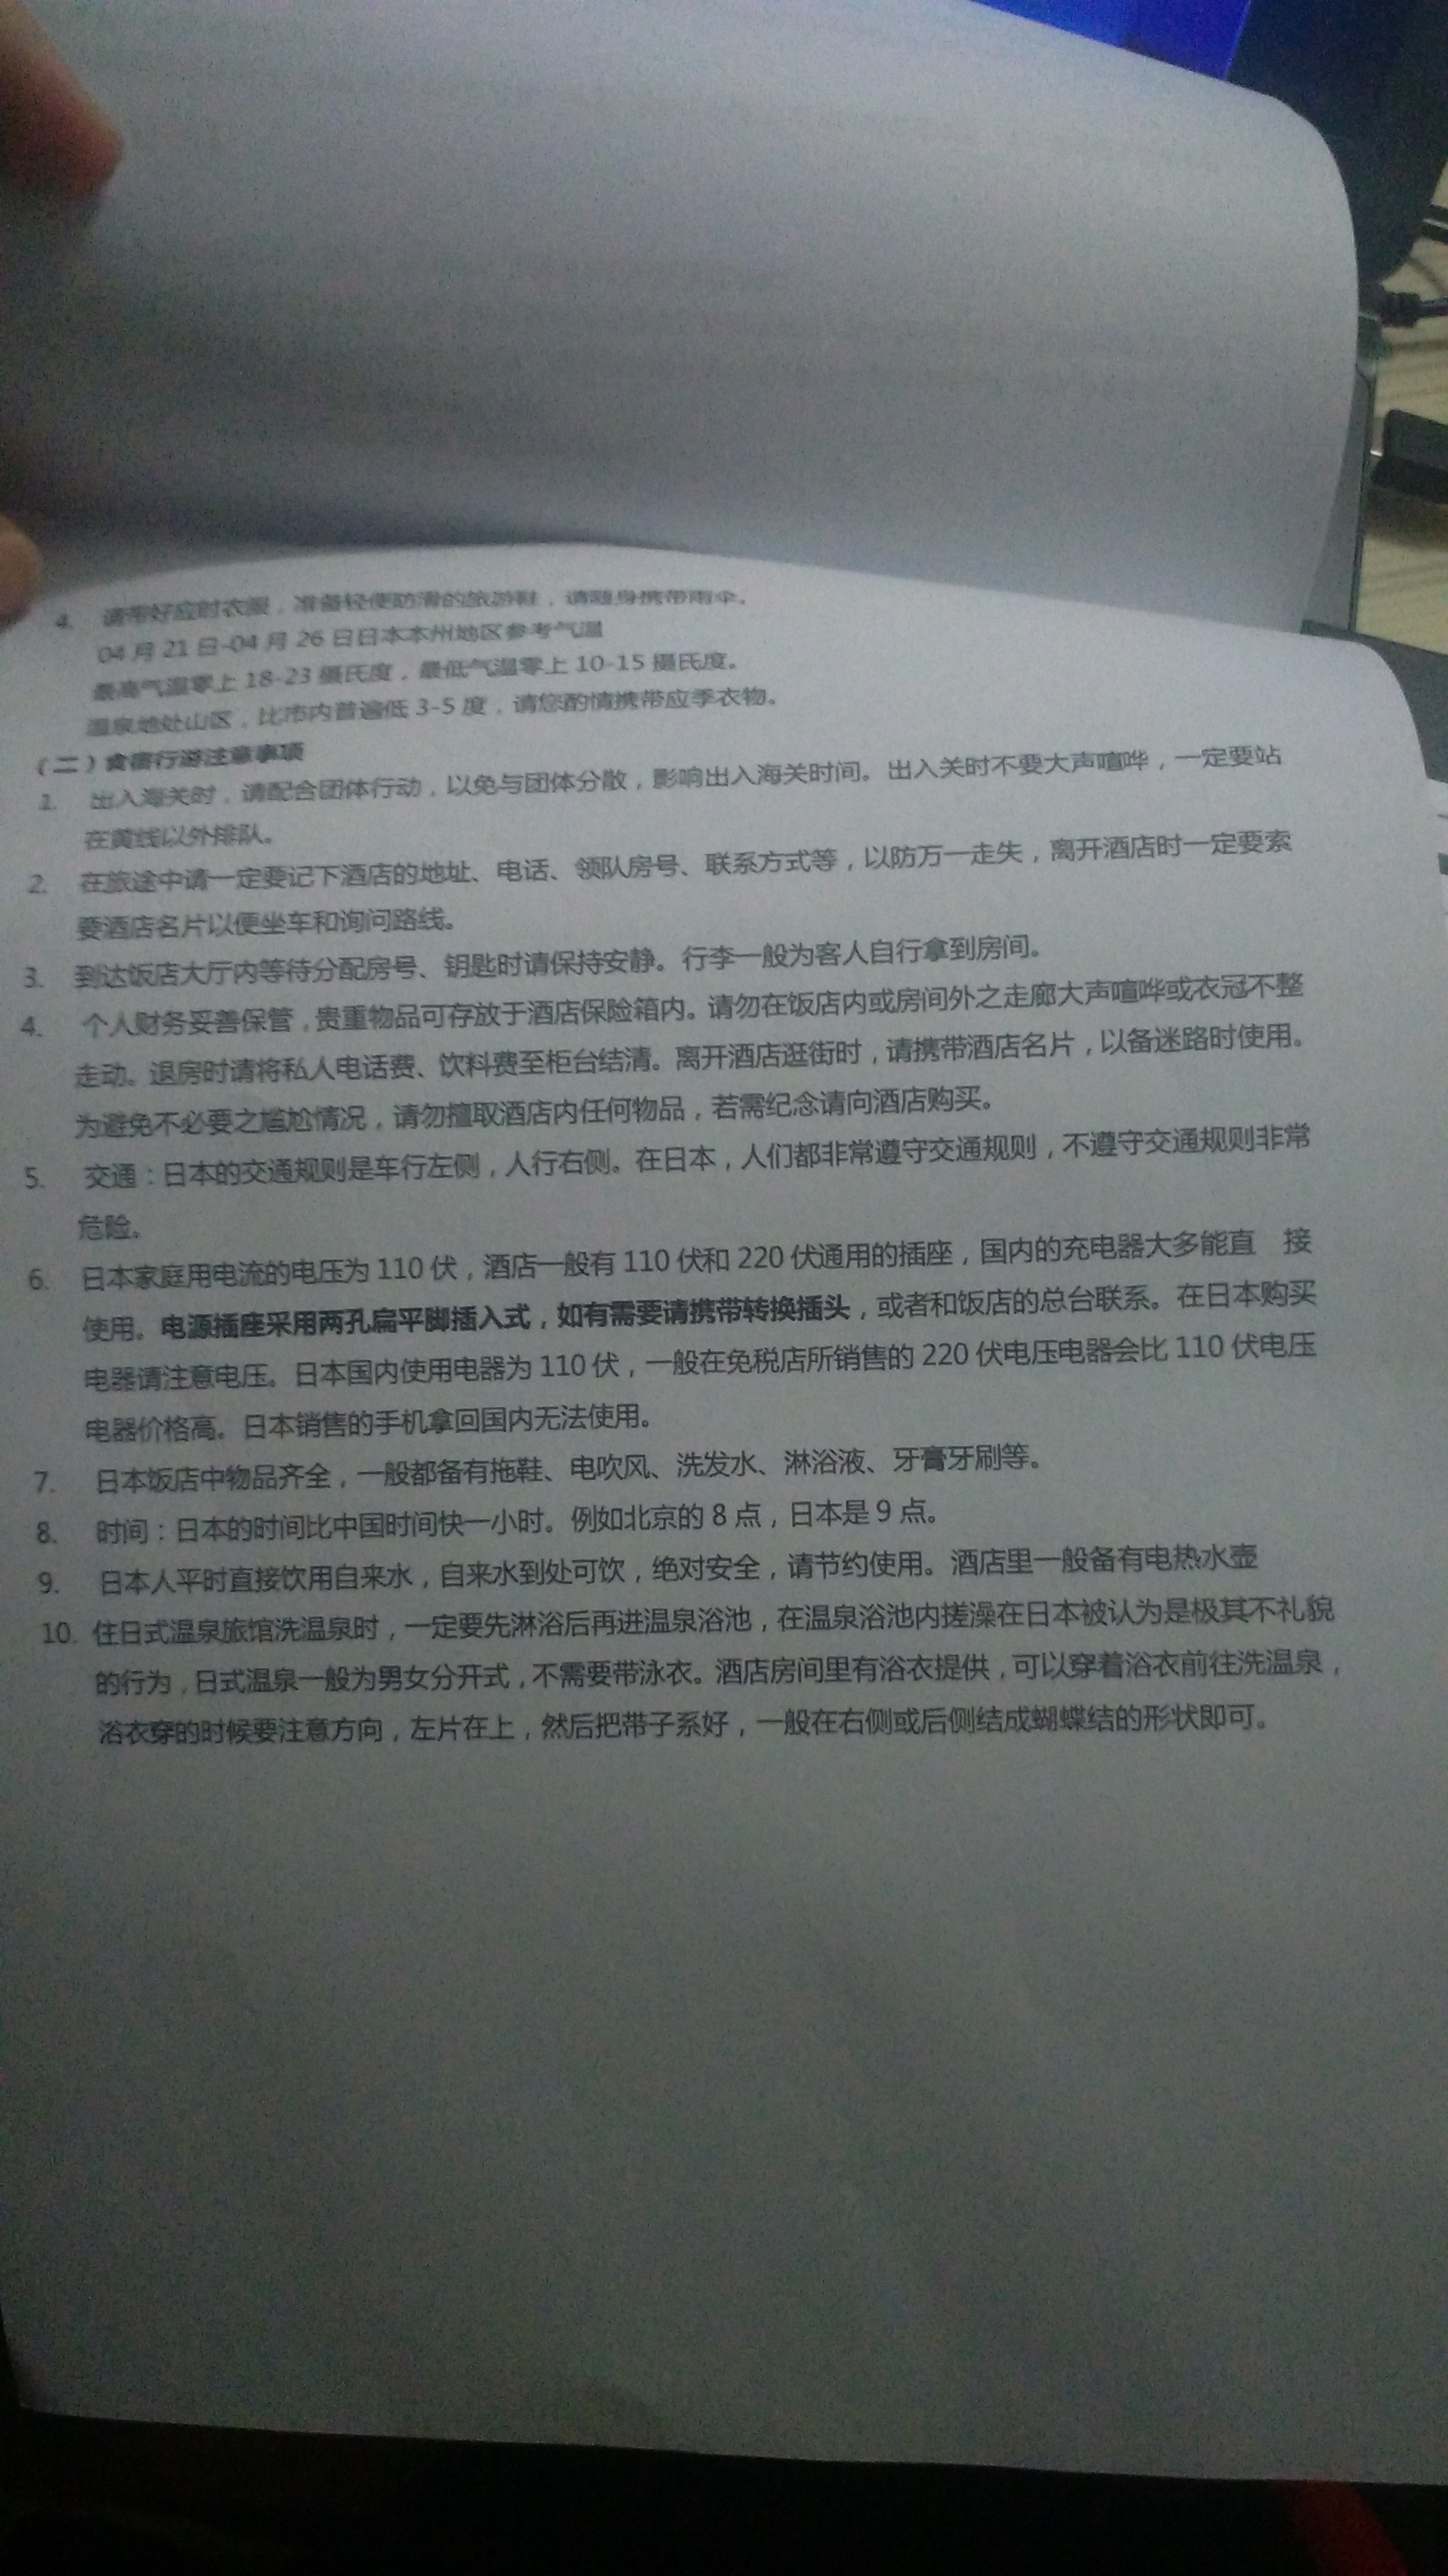 4. 请带好应时衣服，准备轻便防滑的旅游鞋，请随身携带雨伞。
04 月 21 日-04 月 26 日日本本州地区参考气温
最高气温零上 18-23 摄氏度，最低气温零上 10-15 摄氏度。
温泉地处山区，比市内普遍低 3-5 度，请您酌情携带应季衣物。
（二）食宿行游注意事项
1. 出入海关时，请配合团体行动，以免与团体分散，影响出入海关时间。出入关时不要大声喧哗，一定要站
在黄线以外排队。
2. 在旅途中请一定要记下酒店的地址、电话、领队房号、联系方式等，以防万一走失，离开酒店时一定要索
要酒店名片以便坐车和询问路线。
3. 到达饭店大厅内等待分配房号、钥匙时请保持安静。行李一般为客人自行拿到房间。
4. 个人财务妥善保管，贵重物品可存放于酒店保险箱内。请勿在饭店内或房间外之走廊大声喧哗或衣冠不整
走动。退房时请将私人电话费、饮料费至柜台结清。离开酒店逛街时，请携带酒店名片，以备迷路时使用。
为避免不必要之尴尬情况，请勿擅取酒店内任何物品，若需纪念请向酒店购买。
5. 交通：日本的交通规则是车行左侧，人行右侧。在日本，人们都非常遵守交通规则，不遵守交通规则非常
危险。
6. 日本家庭用电流的电压为 110 伏，酒店一般有 110 伏和 220 伏通用的插座，国内的充电器大多能直 接
使用。电源插座采用两孔扁平脚插入式，如有需要请携带转换插头，或者和饭店的总台联系。在日本购买
电器请注意电压。日本国内使用电器为 110 伏，一般在免税店所销售的 220 伏电压电器会比 110 伏电压
电器价格高。日本销售的手机拿回国内无法使用。
7. 日本饭店中物品齐全，一般都备有拖鞋、电吹风、洗发水、淋浴液、牙膏牙刷等。
8. 时间：日本的时间比中国时间快一小时。例如北京的 8 点，日本是 9 点。
9. 日本人平时直接饮用自来水，自来水到处可饮，绝对安全，请节约使用。酒店里一般备有电热水壶
10. 住日式温泉旅馆洗温泉时，一定要先淋浴后再进温泉浴池，在温泉浴池内搓澡在日本被认为是极其不礼貌
的行为，日式温泉一般为男女分开式，不需要带泳衣。酒店房间里有浴衣提供，可以穿着浴衣前往洗温泉，
浴衣穿的时候要注意方向，左片在上，然后把带子系好，一般在右侧或后侧结成蝴蝶结的形状即可。